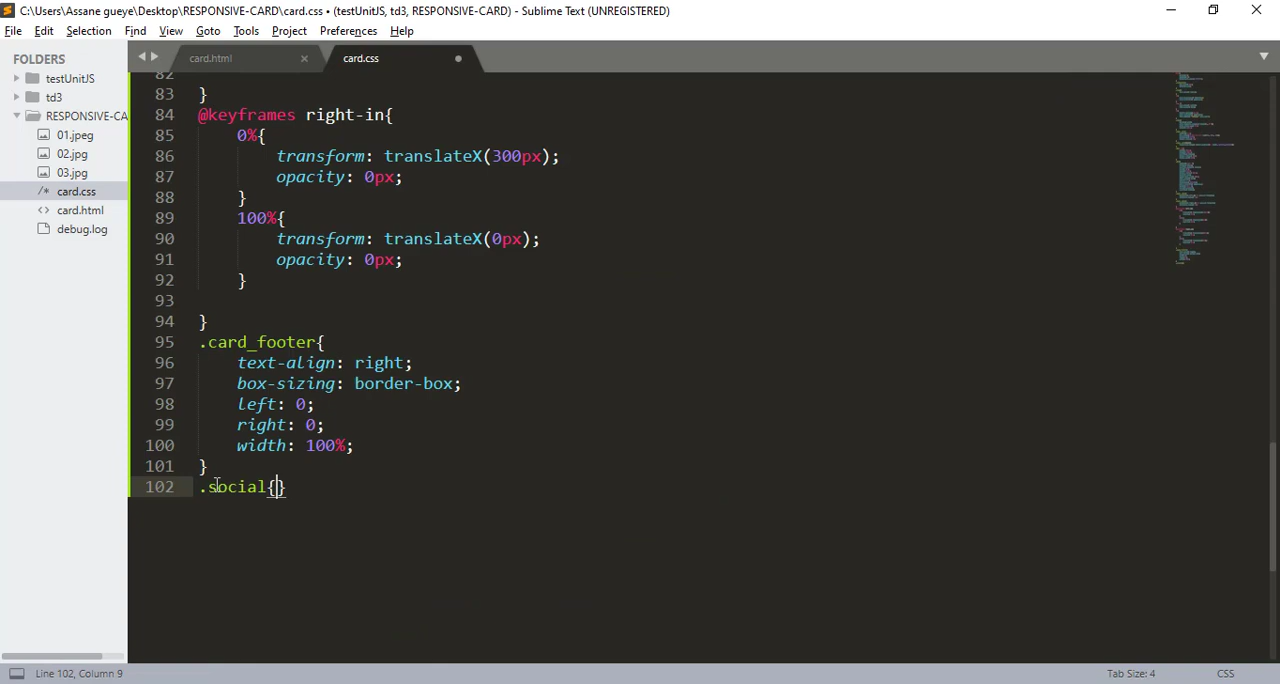 C:\Users\Assane gueye\Desktop\RESPONSIVE-CARD\card.css • (testUnitJS, td3, RESPONSIVE-CARD) - Sublime Text (UNREGISTERED)
File Edit Selection Find View Goto Tools Project Preferences Help
FOLDERS
testUnitJS
td3
RESPONSIVE-CA
01.jpeg
02.jpg
03.jpg
/* card.css
<> card.html
debug.log
card.html
card.css
82
83 }
84 @keyframes right-in{
85 0%{
86 transform: translateX(300px);
87 opacity: 0px;
88 }
89 100%{
90 transform: translateX(0px);
91 opacity: 0px;
92 }
93
94 }
95 .card_footer{
96 text-align: right;
97 box-sizing: border-box;
98 left: 0;
99 right: 0;
100 width: 100%;
101 }
102 .social{}
Line 102, Column 9
Tab Size: 4
CSS